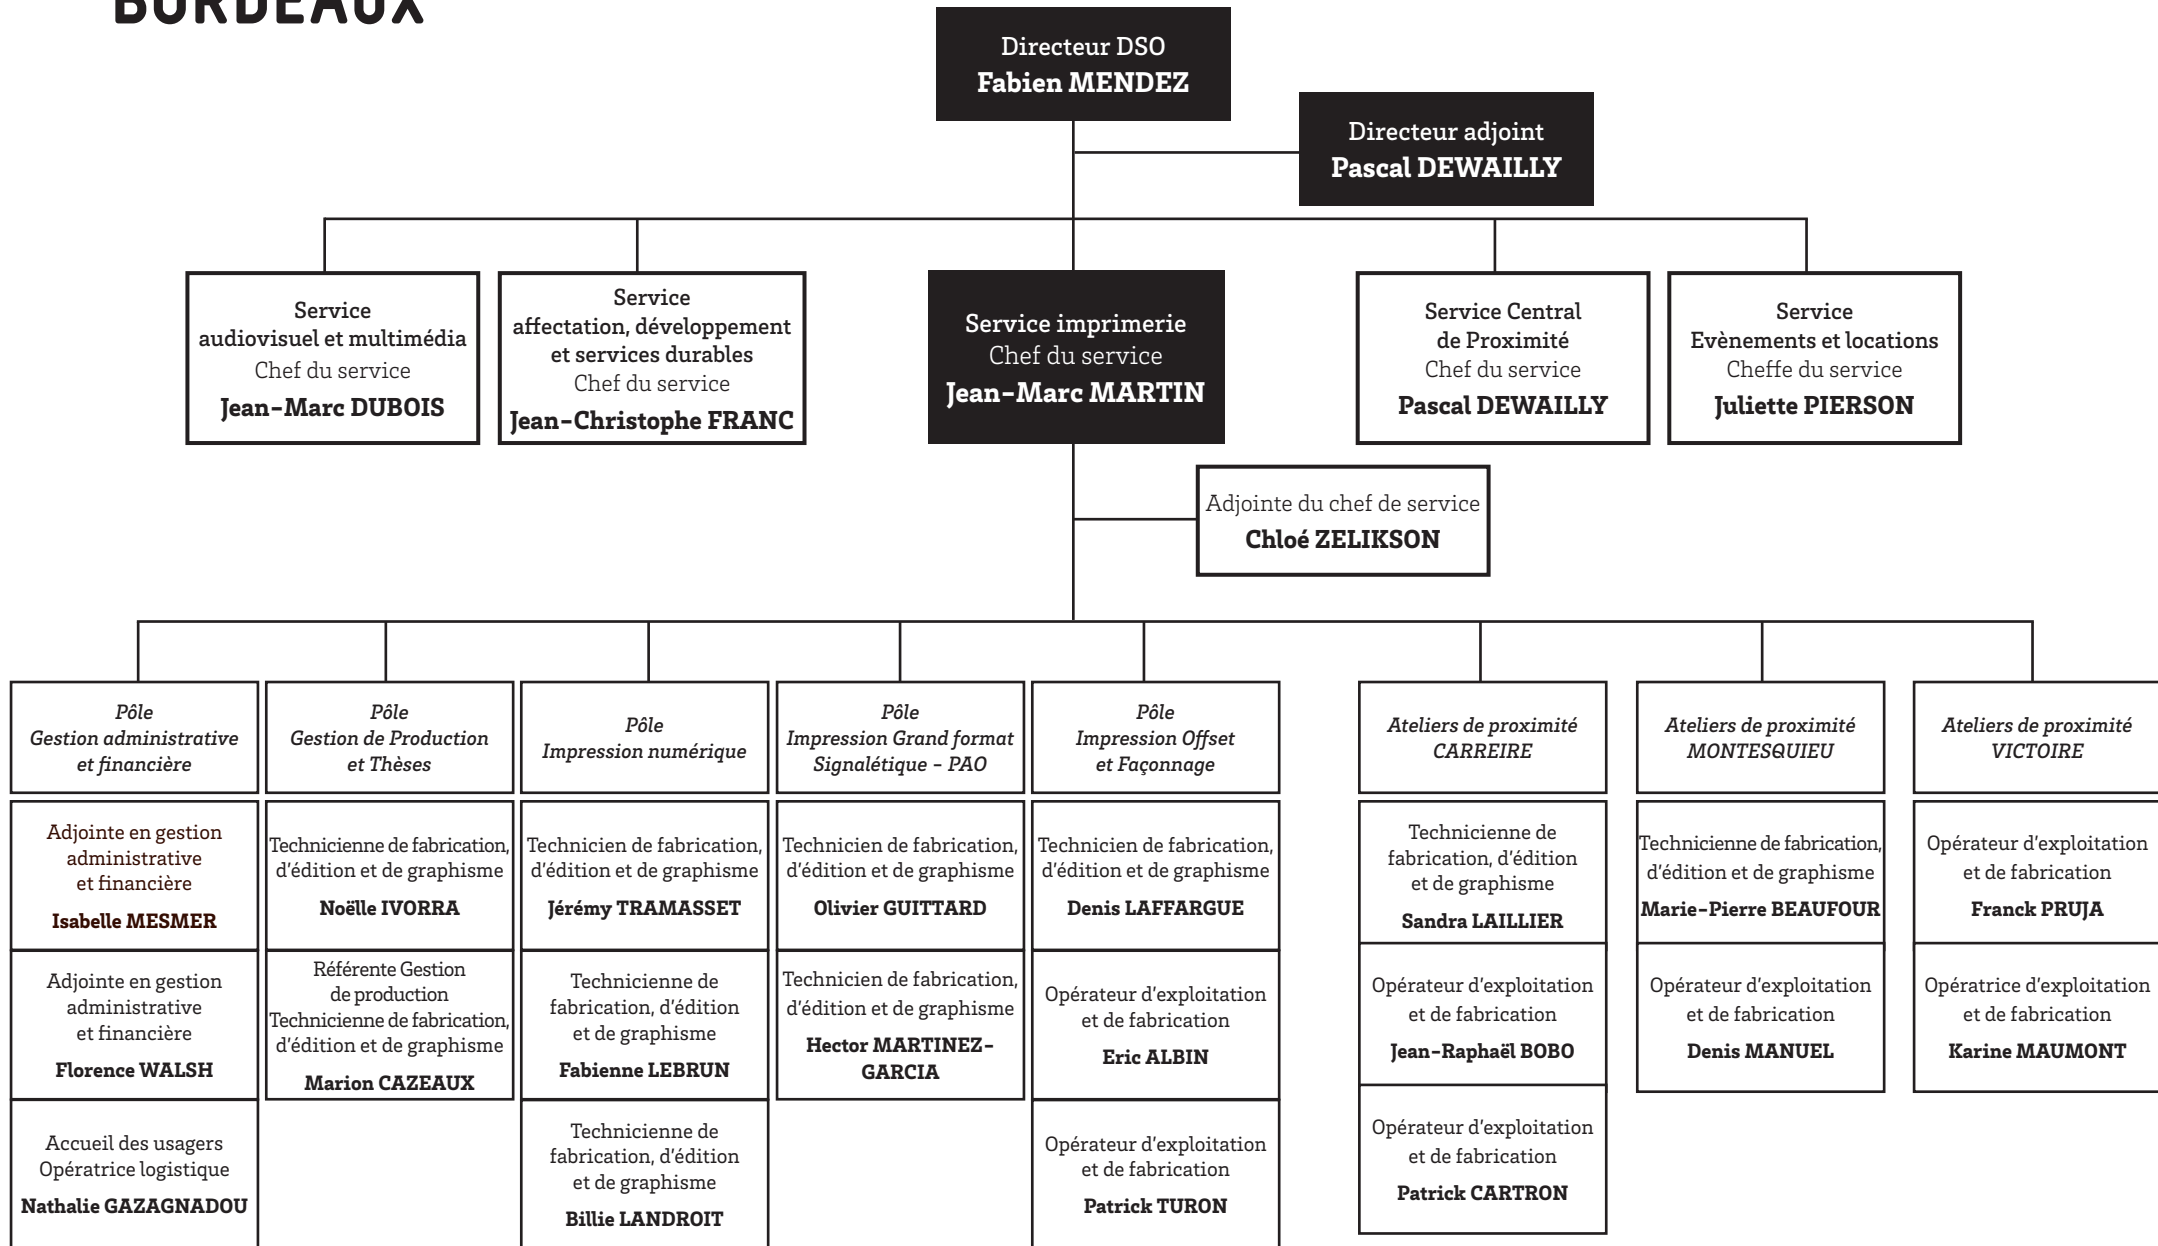 BORDEAUX
Directeur DSO
Fabien MENDEZ
Directeur adjoint
Pascal DEWAILLY
Service
audiovisuel et multimédia
Chef du service
Jean-Marc DUBOIS
Service
affectation, développement
et services durables
Chef du service
Jean-Christophe FRANC
Service imprimerie
Chef du service
Jean-Marc MARTIN
Service Central
de Proximité
Chef du service
Pascal DEWAILLY
Service
Evènements et locations
Cheffe du service
Juliette PIERSON
Adjointe du chef de service
Chloé ZELIKSON
Pôle
Gestion administrative
et financière
Adjointe en gestion
administrative
et financière
Isabelle MESMER
Adjointe en gestion
administrative
et financière
Florence WALSH
Accueil des usagers
Opératrice logistique
Nathalie GAZAGNADOU
Pôle
Gestion de Production
et Thèses
Technicienne de fabrication,
d'édition et de graphisme
Noëlle IVORRA
Référente Gestion
de production
Technicienne de fabrication,
d'édition et de graphisme
Marion CAZEAUX
Pôle
Impression numérique
Technicien de fabrication,
d'édition et de graphisme
Jérémy TRAMASSET
Technicienne de
fabrication, d'édition
et de graphisme
Fabienne LEBRUN
Technicienne de
fabrication, d'édition
et de graphisme
Billie LANDROIT
Pôle
Impression Grand format
Signalétique - PAO
Technicien de fabrication,
d'édition et de graphisme
Olivier GUITTARD
Technicien de fabrication,
d'édition et de graphisme
Hector MARTINEZ-
GARCIA
Pôle
Impression Offset
et Façonnage
Technicien de fabrication,
d'édition et de graphisme
Denis LAFFARGUE
Opérateur d'exploitation
et de fabrication
Eric ALBIN
Opérateur d'exploitation
et de fabrication
Patrick TURON
Ateliers de proximité
CARREIRE
Technicienne de
fabrication, d'édition
et de graphisme
Sandra LAILLIER
Opérateur d'exploitation
et de fabrication
Jean-Raphaël BOBO
Opérateur d'exploitation
et de fabrication
Patrick CARTRON
Ateliers de proximité
MONTESQUIEU
Technicienne de fabrication,
d'édition et de graphisme
Marie-Pierre BEAUFOUR
Opérateur d'exploitation
et de fabrication
Denis MANUEL
Ateliers de proximité
VICTOIRE
Opérateur d'exploitation
et de fabrication
Franck PRUJA
Opératrice d'exploitation
et de fabrication
Karine MAUMONT